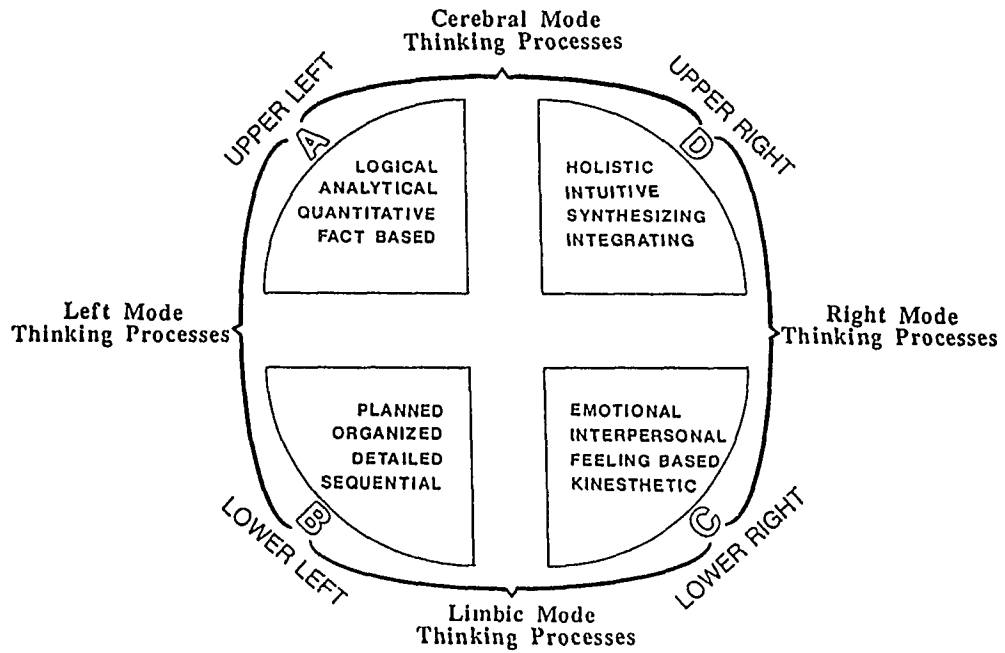 Cerebral Mode
Thinking Processes
UPPER LEFT
UPPER RIGHT
A
D
LOGICAL
ANALYTICAL
QUANTITATIVE
FACT BASED
HOLISTIC
INTUITIVE
SYNTHESIZING
INTEGRATING
Left Mode
Thinking Processes
Right Mode
Thinking Processes
PLANNED
ORGANIZED
DETAILED
SEQUENTIAL
EMOTIONAL
INTERPERSONAL
FEELING BASED
KINESTHETIC
B
C
LOWER LEFT
LOWER RIGHT
Limbic Mode
Thinking Processes